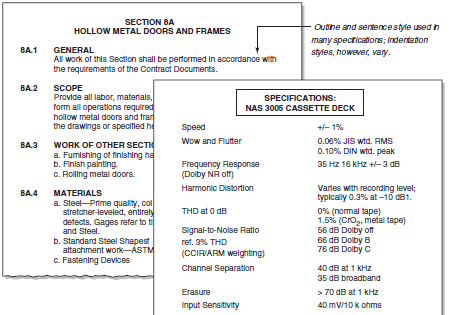 SECTION 8A
HOLLOW METAL DOORS AND FRAMES
8A.1 GENERAL
All work of this Section shall be performed in accordance with
the requirements of the Contract Documents.
8A.2 SCOPE
Provide all labor, materials,
form all operations required
hollow metal doors and fran
the drawings or specified he
8A.3 WORK OF OTHER SECTIO
a. Furnishing of finishing ha
b. Finish painting.
c. Rolling metal doors.
8A.4 MATERIALS
a. Steel—Prime quality, col
stretcher-leveled, entirely
defects. Gages refer to ti
and Steel.
b. Standard Steel Shapesf
attachment work—ASTM
c. Fastening Devices
Outline and sentence style used in
many specifications; indentation
styles, however, vary.
SPECIFICATIONS:
NAS 3005 CASSETTE DECK
Speed +/– 1%
Wow and Flutter 0.06% JIS wtd. RMS
0.10% DIN wtd. peak
Frequency Response 35 Hz 16 kHz +/– 3 dB
(Dolby NR off)
Harmonic Distortion Varies with recording level;
typically 0.3% at –10 dB1.
THD at 0 dB 0% (normal tape)
1.5% (CrO2, metal tape)
Signal-to-Noise Ratio 56 dB Dolby off
ref. 3% THD 66 dB Dolby B
(CCIR/ARM weighting) 76 dB Dolby C
Channel Separation 40 dB at 1 kHz
35 dB broadband
Erasure > 70 dB at 1 kHz
Input Sensitivity 40 mV/10 k ohms